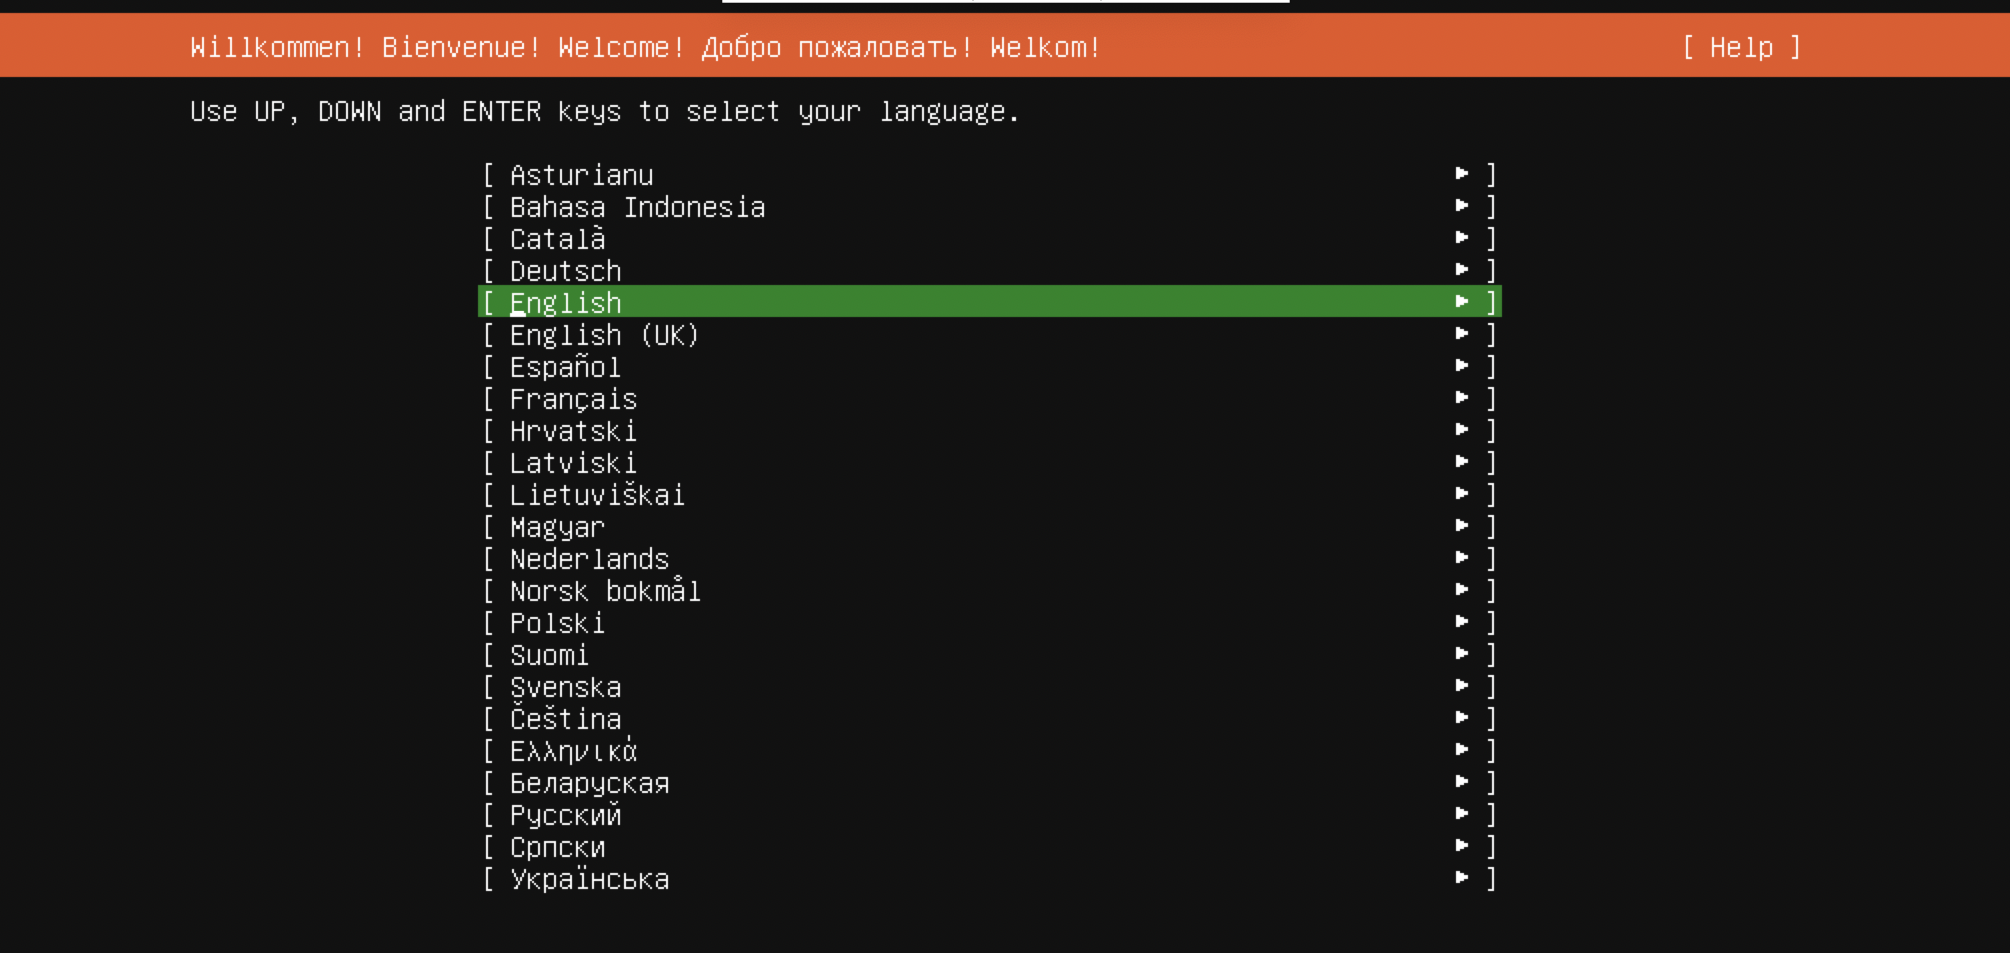 Willkommen! Bienvenue! Welcome! Добро пожаловать! Welkom! [ Help ]
Use UP, DOWN and ENTER keys to select your language.
[ Asturianu ► ]
[ Bahasa Indonesia ► ]
[ Català ► ]
[ Deutsch ► ]
[ English ► ]
[ English (UK) ► ]
[ Español ► ]
[ Français ► ]
[ Hrvatski ► ]
[ Latviski ► ]
[ Lietuviškai ► ]
[ Magyar ► ]
[ Nederlands ► ]
[ Norsk bokmål ► ]
[ Polski ► ]
[ Suomi ► ]
[ Svenska ► ]
[ Čeština ► ]
[ Ελληνικά ► ]
[ Беларуская ► ]
[ Русский ► ]
[ Српски ► ]
[ Українська ► ]